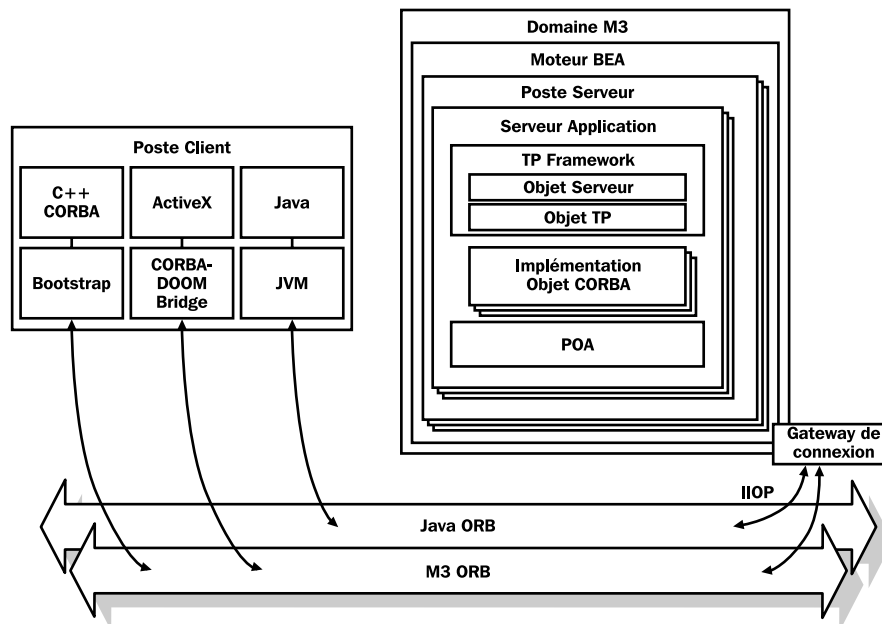 Domaine M3
Moteur BEA
Poste Serveur
Serveur Application
TP Framework
Objet Serveur
Objet TP
Implémentation
Objet CORBA
POA
Poste Client
C++
CORBA
ActiveX
Java
Bootstrap
CORBA-
DOOM
Bridge
JVM
Gateway de
connexion
IIOP
Java ORB
M3 ORB